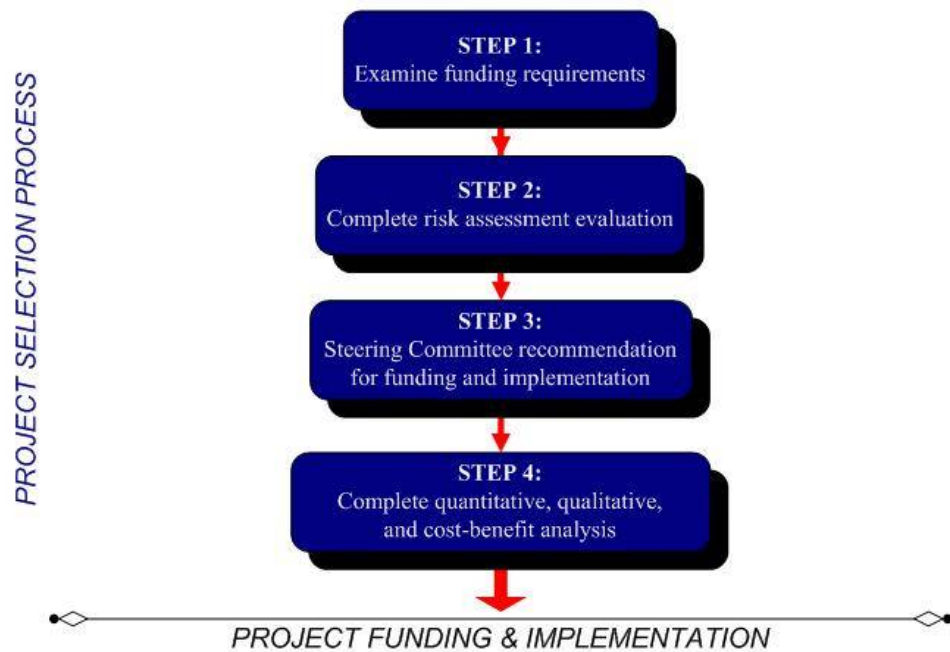 PROJECT SELECTION PROCESS
STEP 1:
Examine funding requirements
STEP 2:
Complete risk assessment evaluation
STEP 3:
Steering Committee recommendation
for funding and implementation
STEP 4:
Complete quantitative, qualitative,
and cost-benefit analysis
PROJECT FUNDING & IMPLEMENTATION